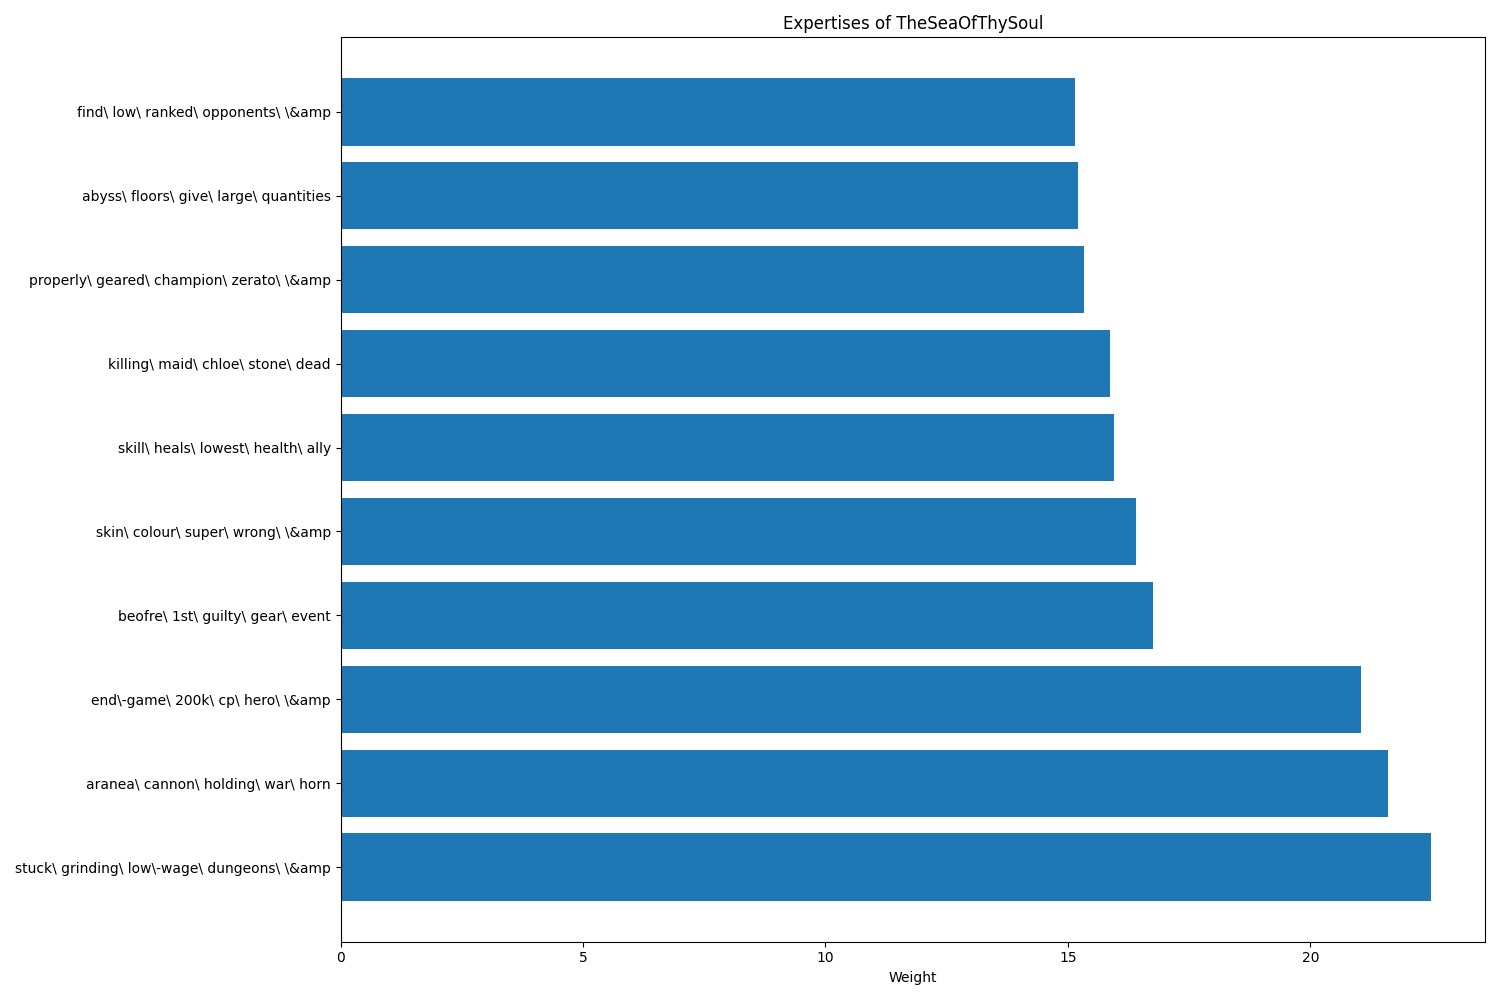 Expertises of TheSeaOfThySoul
find\ low\ ranked\ opponents\ \&amp
abyss\ floors\ give\ large\ quantities
properly\ geared\ champion\ zerato\ \&amp
killing\ maid\ chloe\ stone\ dead
skill\ heals\ lowest\ health\ ally
skin\ colour\ super\ wrong\ \&amp
beofre\ 1st\ guilty\ gear\ event
end\-game\ 200k\ cp\ hero\ \&amp
aranea\ cannon\ holding\ war\ horn
stuck\ grinding\ low\-wage\ dungeons\ \&amp
0 5 10 15 20
Weight